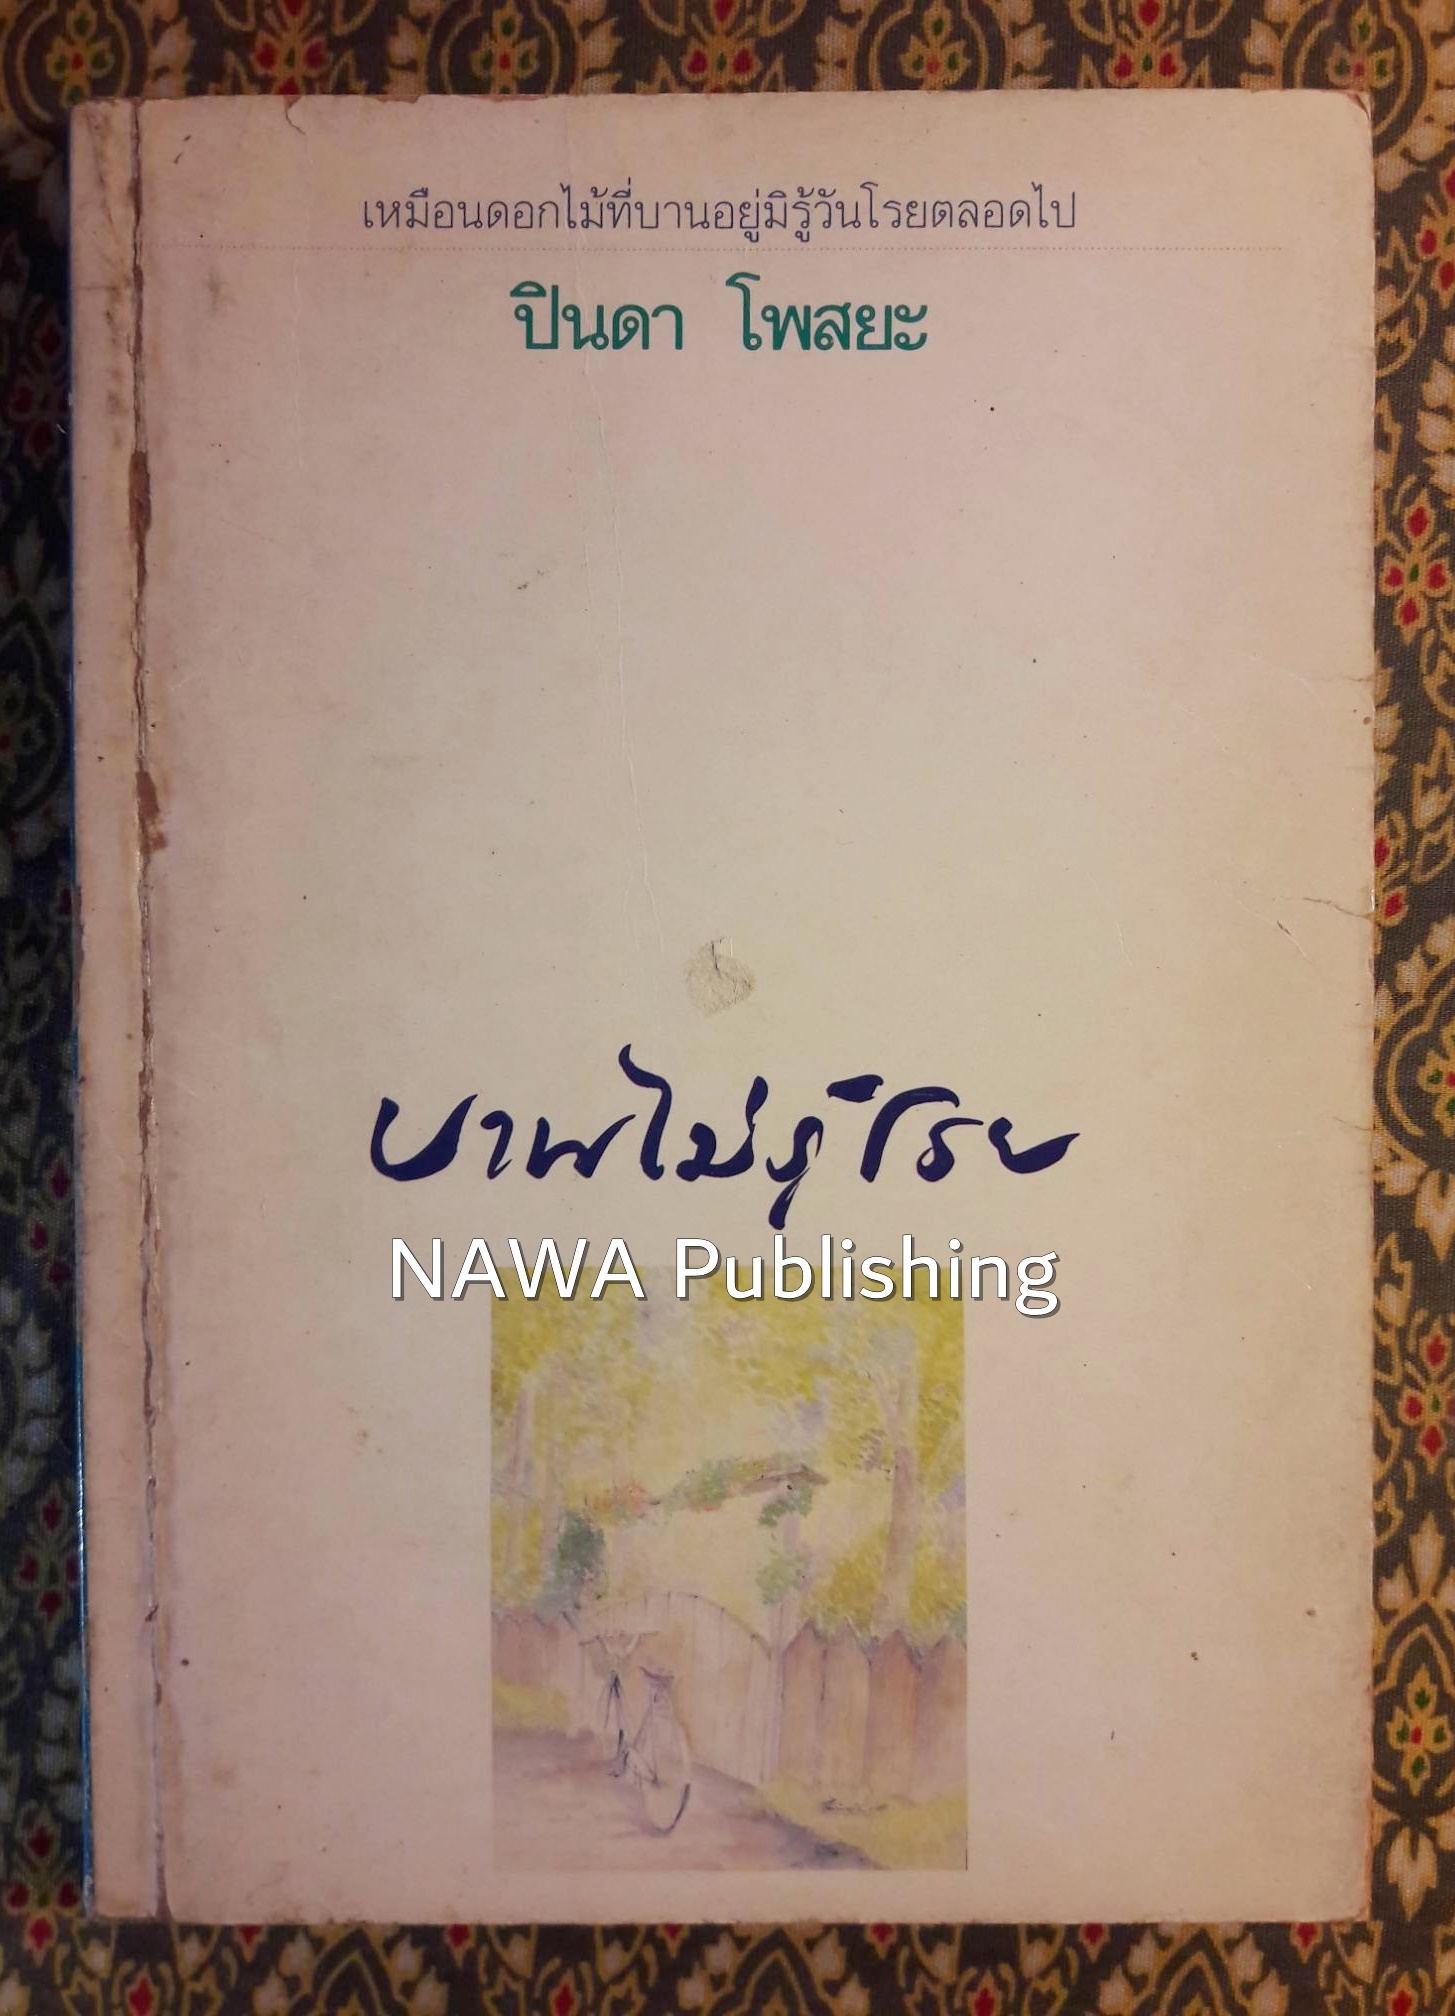 เหมือนดอกไม้ที่บานอยู่มิรู้วันโรยตลอดไป
ปินดา โพสยะ
บานไม่รู้โรย
NAWA Publishing